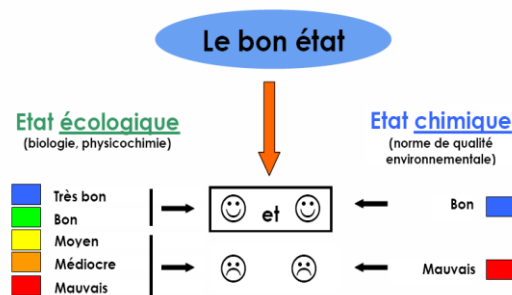 Le bon état
Etat écologique
(biologie, physicochimie)
Etat chimique
(norme de qualité
environnementale)
Très bon
Bon
Moyen
Médiocre
Mauvais
et
Bon
Mauvais